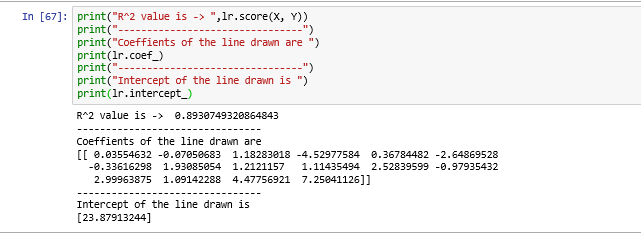 In [67]: print("R^2 value is -> ",lr.score(X, Y))
print("-------------------------------")
print("Coeffients of the line drawn are ")
print(lr.coef_)
print("-------------------------------")
print("Intercept of the line drawn is ")
print(lr.intercept_)
R^2 value is ->  0.8930749320864843
-------------------------------
Coeffients of the line drawn are
[[ 0.03554632 -0.07050683  1.18283018 -4.52977584  0.36784482 -2.64869528
  -0.33616298  1.93085054  1.2121157   1.11435494  2.52839599 -0.97935432
   2.99963875  1.09142288  4.47756921  7.25041126]]
-------------------------------
Intercept of the line drawn is
[23.87913244]